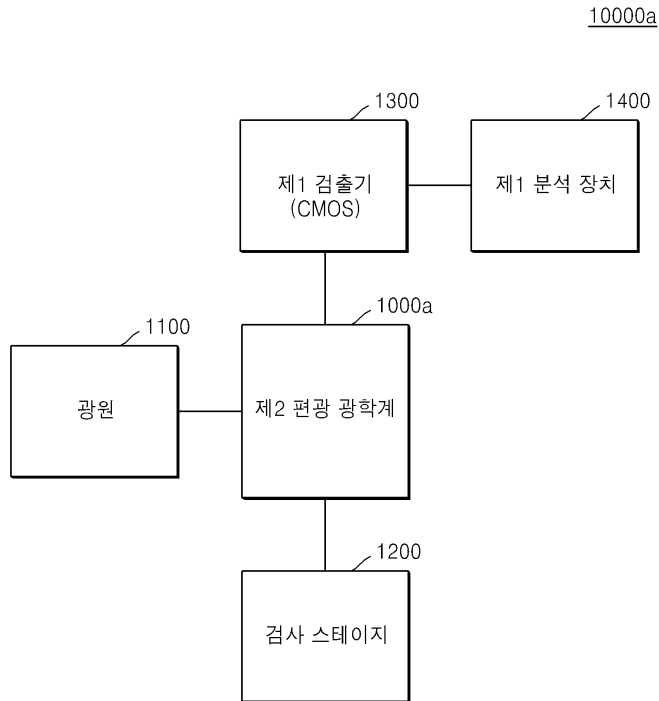 10000a
1300
1400
제1 검출기
(CMOS)
제1 분석 장치
1100
1000a
광원
제2 편광 광학계
1200
검사 스테이지